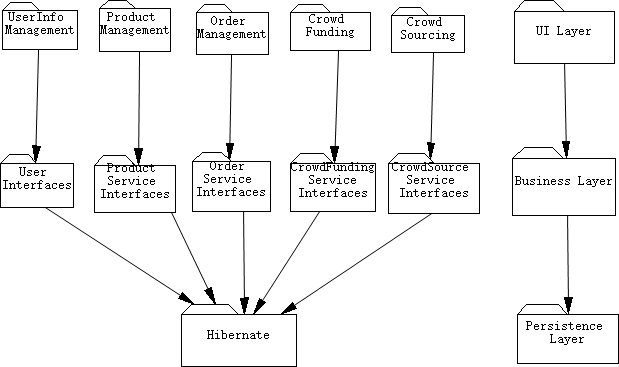 UserInfo
Management
Product
Management
Order
Management
Crowd
Funding
Crowd
Sourcing
UI Layer
User
Interfaces
Product
Service
Interfaces
Order
Service
Interfaces
CrowdFunding
Service
Interfaces
CrowdSource
Service
Interfaces
Business Layer
Hibernate
Persistence
Layer